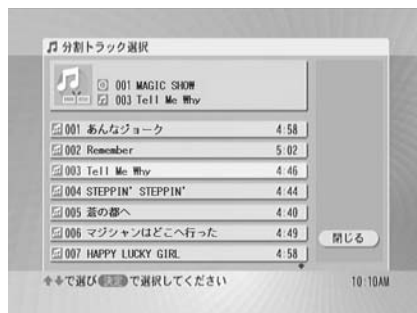 分割トラック選択
001 MAGIC SHOW
003 Tell Me Why
001 あんなジョーク 4:58
002 Remember 5:02
003 Tell Me Why 4:46
004 STEPPIN' STEPPIN' 4:44
005 蒼の都へ 4:40
006 マジシャンはどこへ行った 4:49
007 HAPPY LUCKY GIRL 4:58
閉じる
で選び 決定 で選択してください 10:10AM